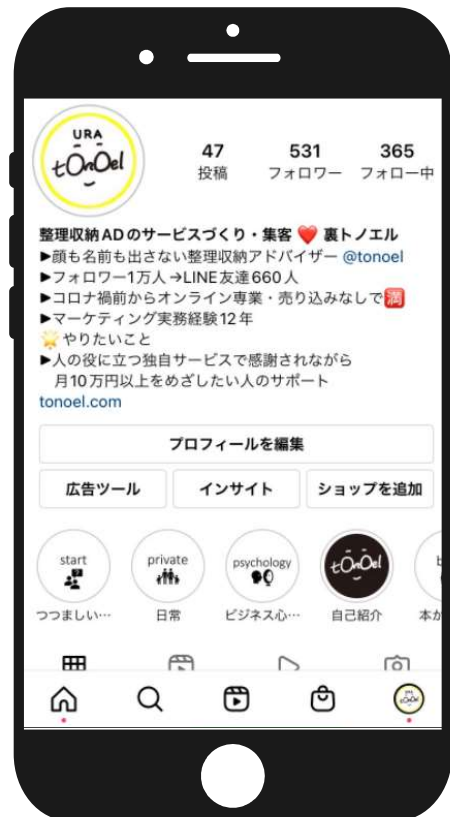 URA
tOnOel
47 531 365
投稿 フォロワー フォロー中
整理収納ADのサービスづくり・集客 ❤️ 裏トノエル
▶顔も名前も出さない整理収納アドバイザー @tonoel
▶フォロワー1万人→LINE友達660人
▶コロナ禍前からオンライン専業・売り込みなしで🈵
▶マーケティング実務経験12年
🌟やりたいこと
▶人の役に立つ独自サービスで感謝されながら
月10万円以上をめざしたい人のサポート
tonoel.com
プロフィールを編集
広告ツール インサイト ショップを追加
start private psychology tOnOel
つつましい… 日常 ビジネス心… 自己紹介 本か